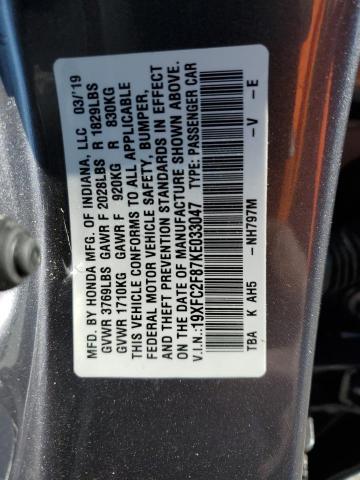 MFD. BY HONDA MFG. OF INDIANA, LLC 03/'19
GVWR 3769LBS GAWR F 2028LBS R 1829LBS
GVWR 1710KG GAWR F 920KG R 830KG
THIS VEHICLE CONFORMS TO ALL APPLICABLE
FEDERAL MOTOR VEHICLE SAFETY, BUMPER,
AND THEFT PREVENTION STANDARDS IN EFFECT
ON THE DATE OF MANUFACTURE SHOWN ABOVE.
V.I.N.:19XFC2F87KE033047 TYPE: PASSENGER CAR
TBA K AH5 -NH797M -V -E